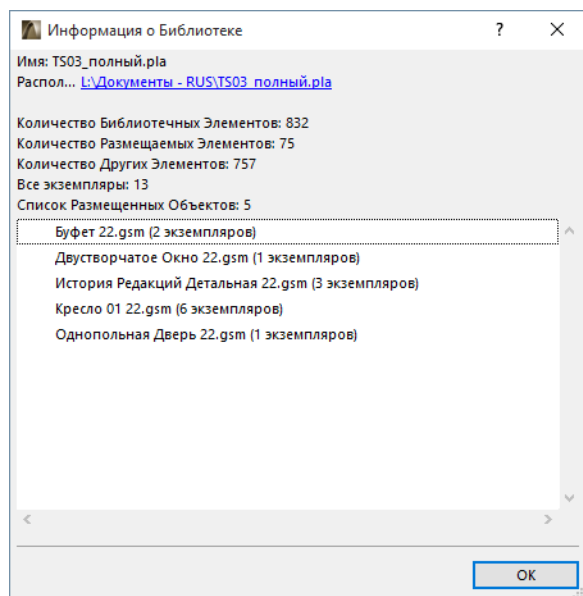 Информация о Библиотеке
Имя: TS03_полный.pla
Распол... L:\Документы - RUS\TS03_полный.pla
Количество Библиотечных Элементов: 832
Количество Размещаемых Элементов: 75
Количество Других Элементов: 757
Все экземпляры: 13
Список Размещенных Объектов: 5
Буфет 22.gsm (2 экземпляров)
Двустворчатое Окно 22.gsm (1 экземпляров)
История Редакций Детальная 22.gsm (3 экземпляров)
Кресло 01 22.gsm (6 экземпляров)
Однопольная Дверь 22.gsm (1 экземпляров)
OK